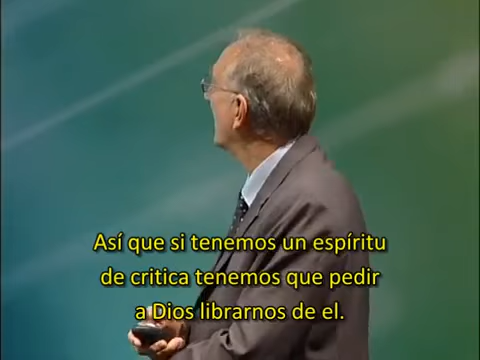 Así que si tenemos un espíritu
de critica tenemos que pedir
a Dios librarnos de el.